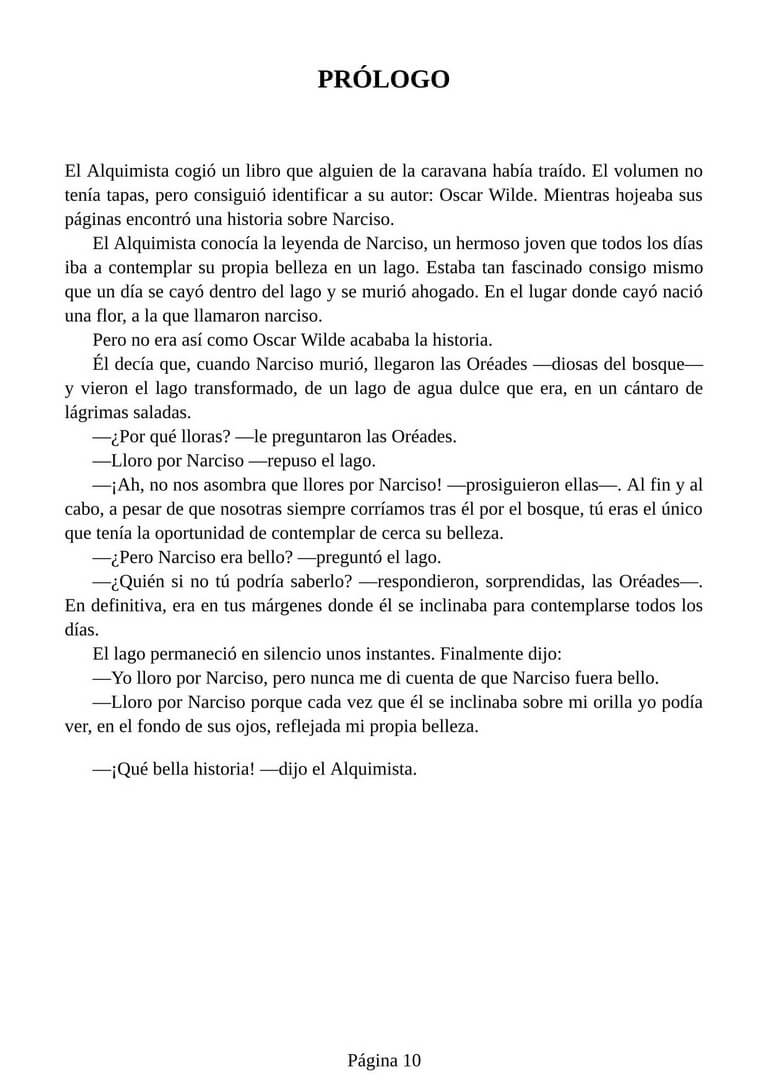 PRÓLOGO
El Alquimista cogió un libro que alguien de la caravana había traído. El volumen no
tenía tapas, pero consiguió identificar a su autor: Oscar Wilde. Mientras hojeaba sus
páginas encontró una historia sobre Narciso.
El Alquimista conocía la leyenda de Narciso, un hermoso joven que todos los días
iba a contemplar su propia belleza en un lago. Estaba tan fascinado consigo mismo
que un día se cayó dentro del lago y se murió ahogado. En el lugar donde cayó nació
una flor, a la que llamaron narciso.
Pero no era así como Oscar Wilde acababa la historia.
Él decía que, cuando Narciso murió, llegaron las Oréades —diosas del bosque—
y vieron el lago transformado, de un lago de agua dulce que era, en un cántaro de
lágrimas saladas.
—¿Por qué lloras? —le preguntaron las Oréades.
—Lloro por Narciso —repuso el lago.
—¡Ah, no nos asombra que llores por Narciso! —prosiguieron ellas—. Al fin y al
cabo, a pesar de que nosotras siempre corríamos tras él por el bosque, tú eras el único
que tenía la oportunidad de contemplar de cerca su belleza.
—¿Pero Narciso era bello? —preguntó el lago.
—¿Quién si no tú podría saberlo? —respondieron, sorprendidas, las Oréades—.
En definitiva, era en tus márgenes donde él se inclinaba para contemplarse todos los
días.
El lago permaneció en silencio unos instantes. Finalmente dijo:
—Yo lloro por Narciso, pero nunca me di cuenta de que Narciso fuera bello.
—Lloro por Narciso porque cada vez que él se inclinaba sobre mi orilla yo podía
ver, en el fondo de sus ojos, reflejada mi propia belleza.
—¡Qué bella historia! —dijo el Alquimista.
Página 10